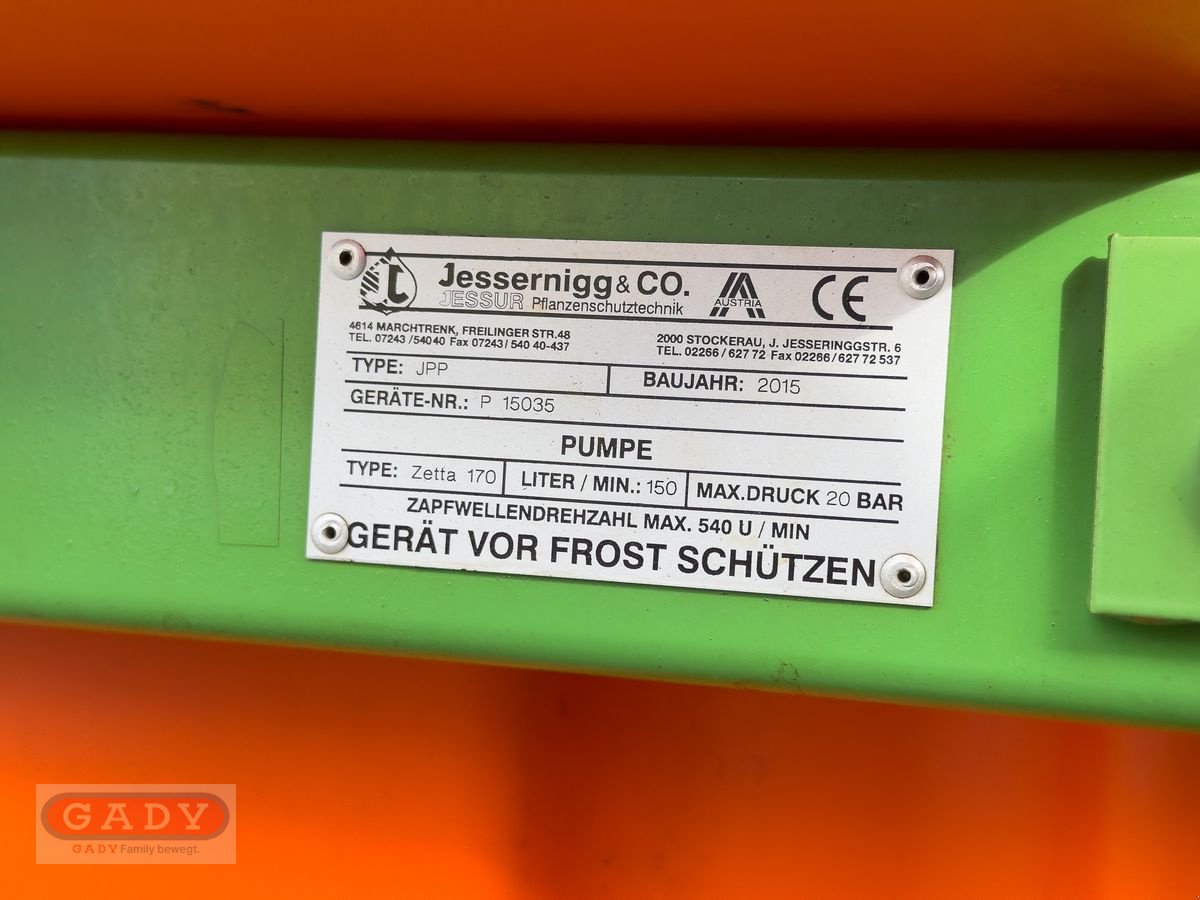 Jessernigg & CO.
JESSUR Pflanzenschutztechnik
AUSTRIA
CE
4614 MARCHTRENK, FREILINGER STR.48
TEL. 07243 /54040 Fax 07243/ 540 40-437
2000 STOCKERAU, J. JESSERINGGSTR. 6
TEL. 02266/627 72 Fax 02266/627 72 537
TYPE: JPP
BAUJAHR: 2015
GERÄTE-NR.: P 15035
PUMPE
TYPE: Zetta 170
LITER / MIN.: 150
MAX.DRUCK 20 BAR
ZAPFWELLENDREHZAHL MAX. 540 U / MIN
GERÄT VOR FROST SCHÜTZEN
GADY
GADY Family bewegt.